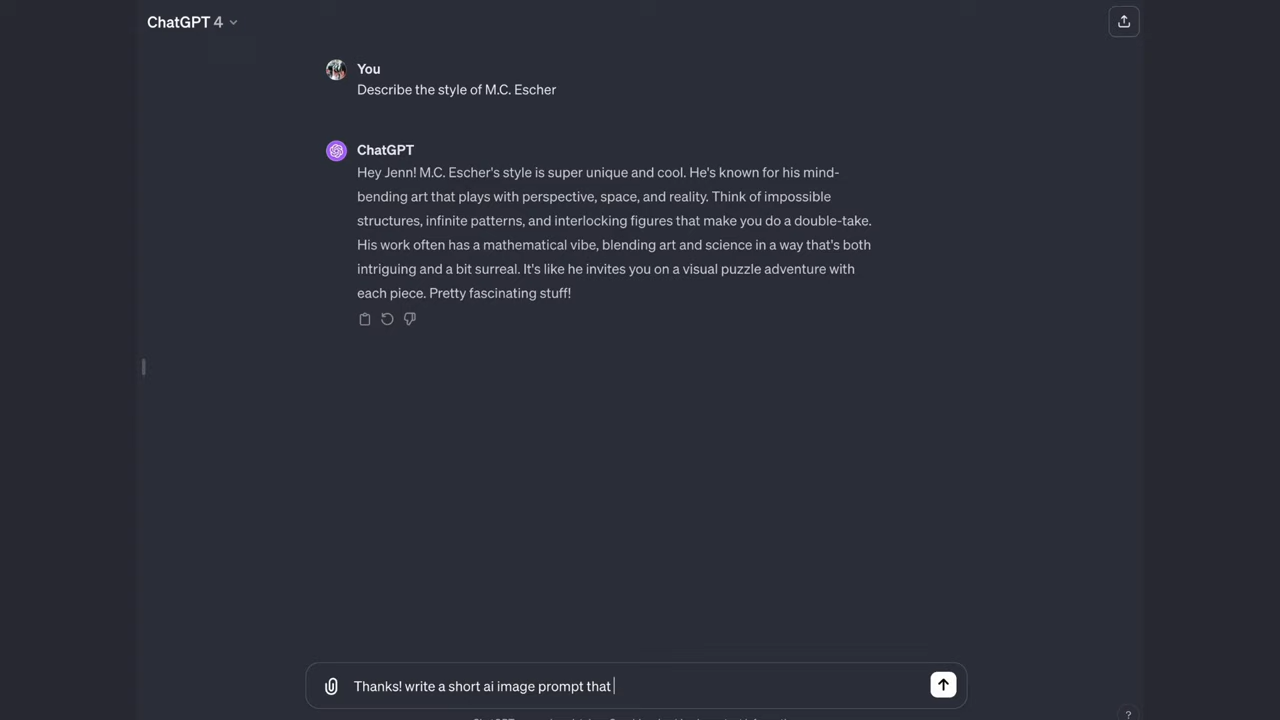 ChatGPT 4
You
Describe the style of M.C. Escher
ChatGPT
Hey Jenn! M.C. Escher's style is super unique and cool. He's known for his mind-
bending art that plays with perspective, space, and reality. Think of impossible
structures, infinite patterns, and interlocking figures that make you do a double-take.
His work often has a mathematical vibe, blending art and science in a way that's both
intriguing and a bit surreal. It's like he invites you on a visual puzzle adventure with
each piece. Pretty fascinating stuff!
Thanks! write a short ai image prompt that
?